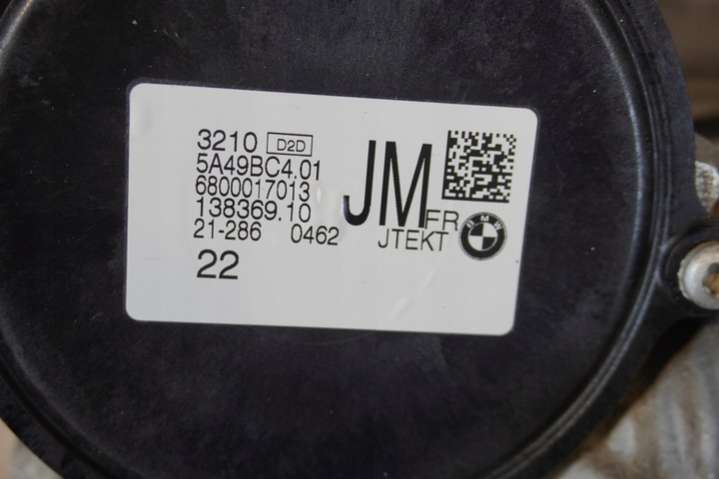 3210 D2D
5A49BC4.01
6800017013
138369.10
21-286 0462
22
JM
FR
JTEKT
BMW